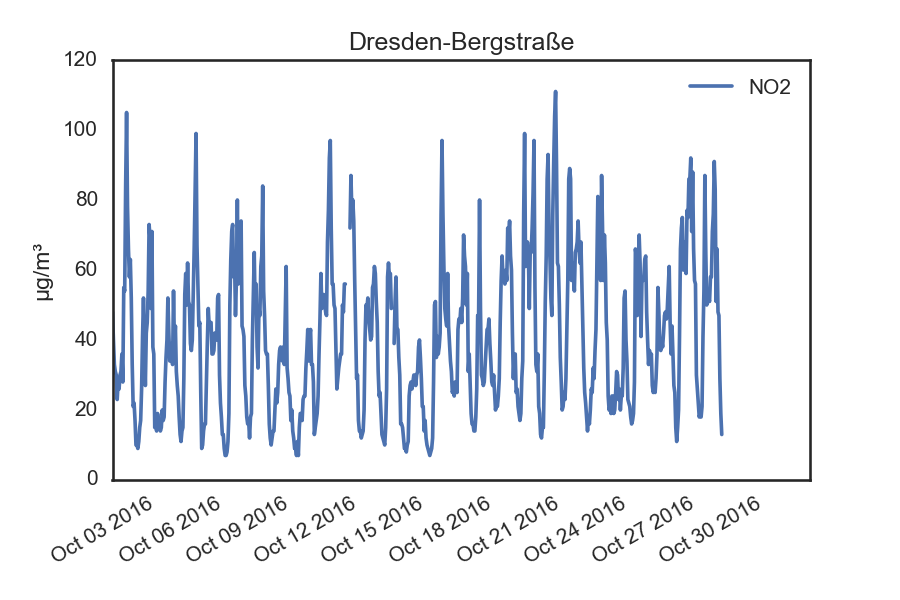 Dresden-Bergstraße
120
100
80
60
40
20
0
µg/m³
NO2
Oct 03 2016
Oct 06 2016
Oct 09 2016
Oct 12 2016
Oct 15 2016
Oct 18 2016
Oct 21 2016
Oct 24 2016
Oct 27 2016
Oct 30 2016